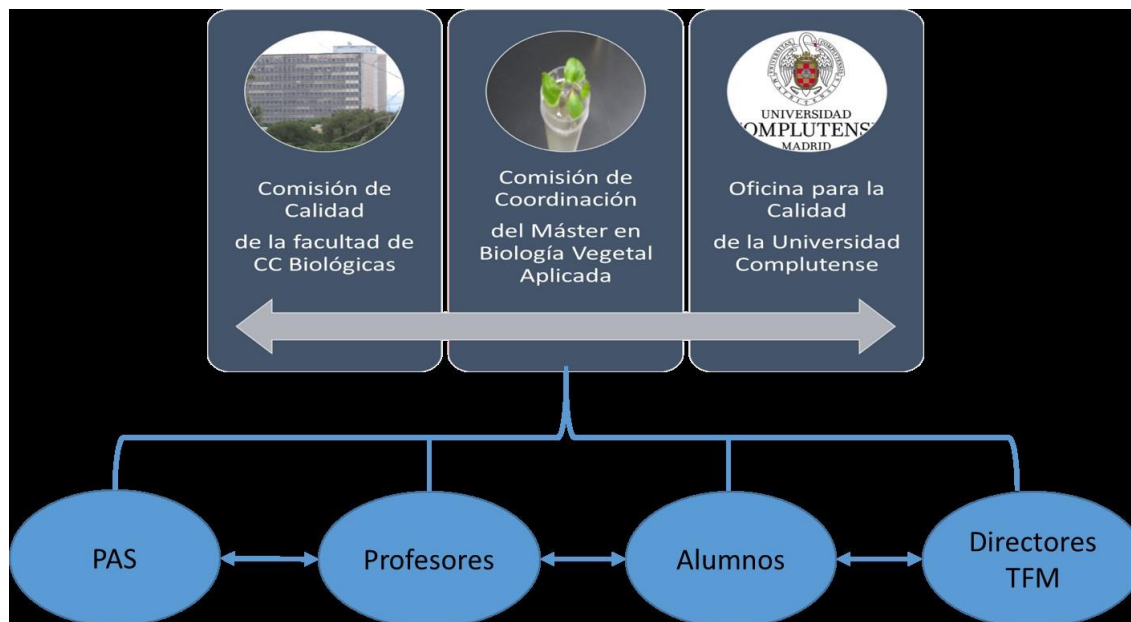 Comisión de
Calidad
de la facultad de
CC Biológicas
Comisión de
Coordinación
del Máster en
Biología Vegetal
Aplicada
UNIVERSIDAD
COMPLUTENSE
MADRID
Oficina para la
Calidad
de la Universidad
Complutense
PAS
Profesores
Alumnos
Directores
TFM